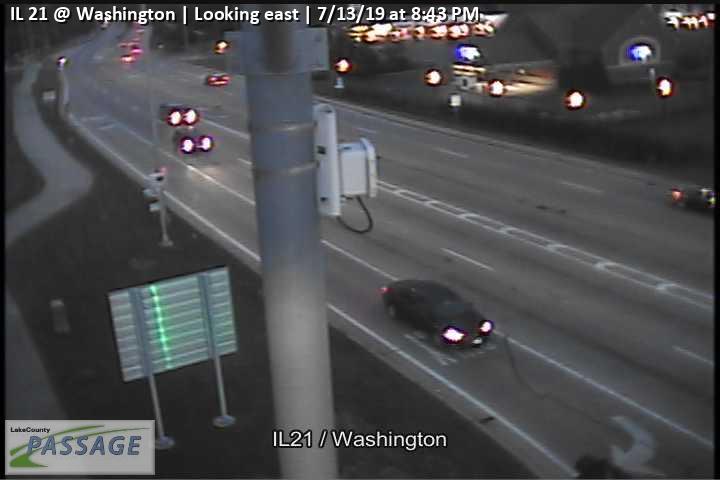 IL 21 @ Washington | Looking east | 7/13/19 at 8:43 PM
LakeCounty
PASSAGE
IL21 / Washington